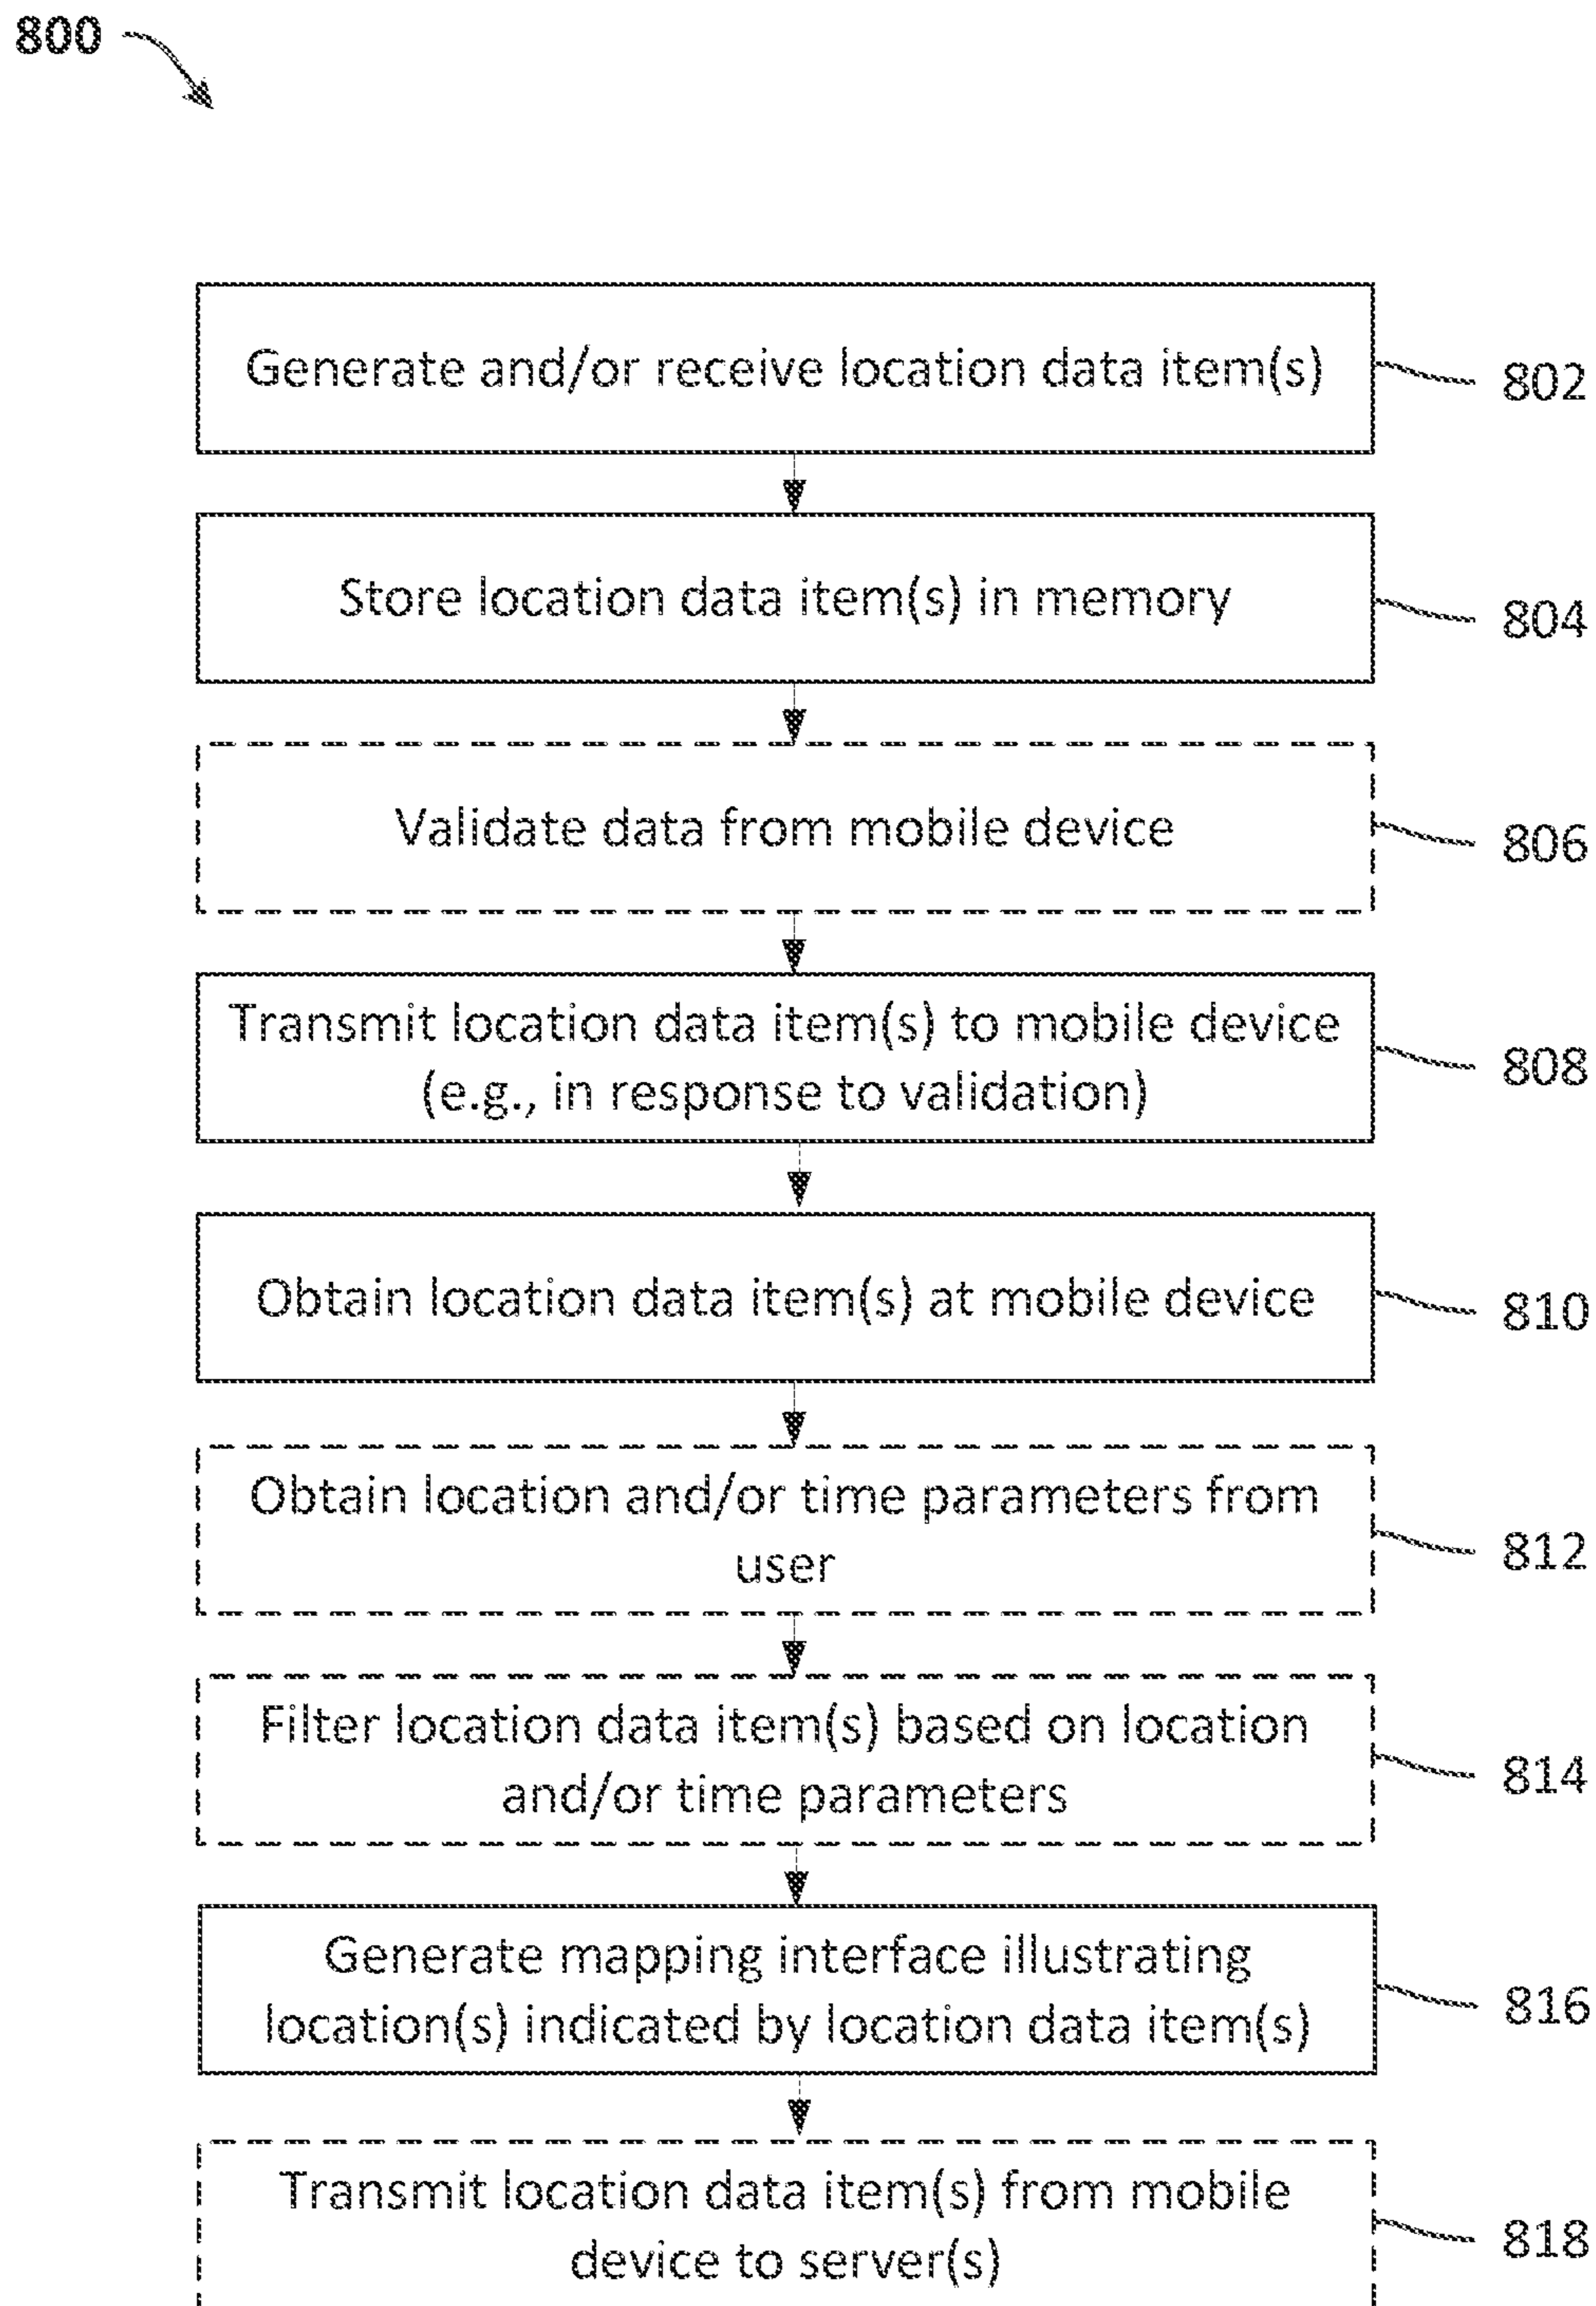 800
Generate and/or receive location data item(s)
802
Store location data item(s) in memory
804
Validate data from mobile device
806
Transmit location data item(s) to mobile device
(e.g., in response to validation)
808
Obtain location data item(s) at mobile device
810
Obtain location and/or time parameters from
user
812
Filter location data item(s) based on location
and/or time parameters
814
Generate mapping interface illustrating
location(s) indicated by location data item(s)
816
Transmit location data item(s) from mobile
device to server(s)
818